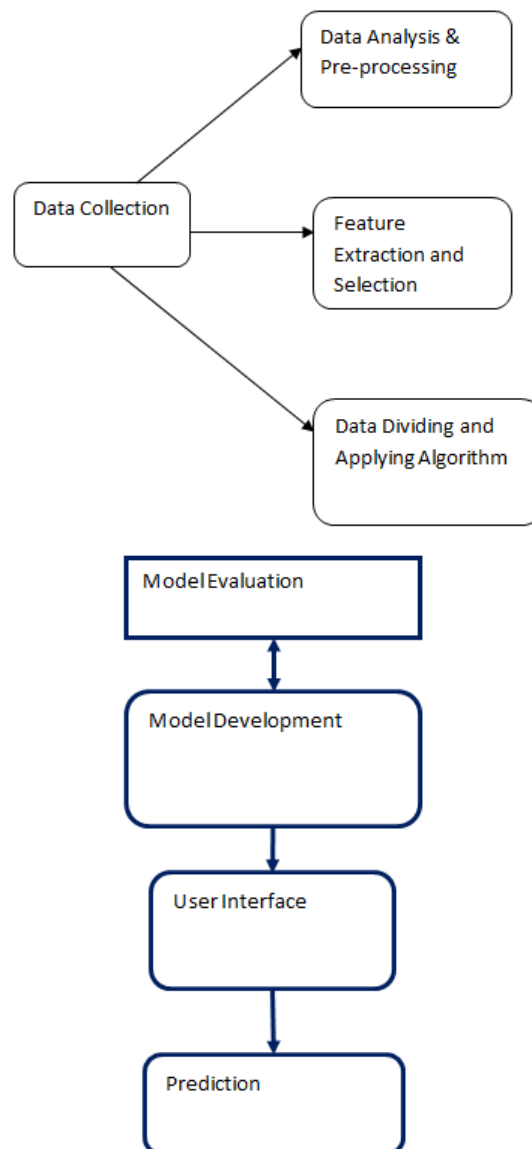 Data Analysis &
Pre-processing
Data Collection
Feature
Extraction and
Selection
Data Dividing and
Applying Algorithm
Model Evaluation
Model Development
User Interface
Prediction